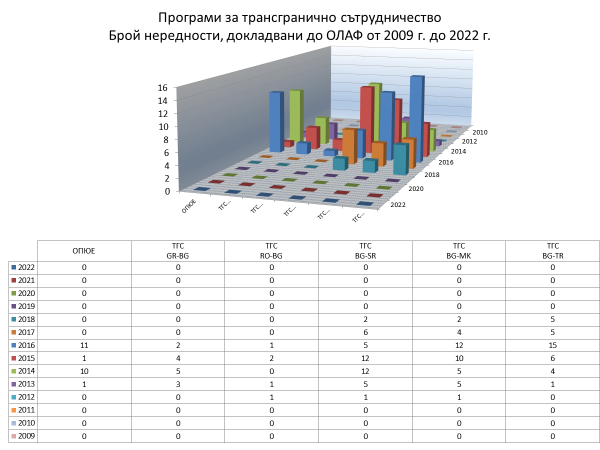 Програми за трансгранично сътрудничество
Брой нередности, докладвани до ОЛАФ от 2009 г. до 2022 г.
16
14
12
10
8
6
4
2
0
ОПЮЕ
ТГС…
ТГС…
ТГС…
ТГС…
ТГС…
2010
2012
2014
2016
2018
2020
2022
ОПЮЕ ТГС GR-BG ТГС RO-BG ТГС BG-SR ТГС BG-MK ТГС BG-TR
2022 0 0 0 0 0 0
2021 0 0 0 0 0 0
2020 0 0 0 0 0 0
2019 0 0 0 0 0 0
2018 0 0 0 2 2 5
2017 0 0 0 6 4 5
2016 11 2 1 5 12 15
2015 1 4 2 12 10 6
2014 10 5 0 12 5 4
2013 1 3 1 5 5 1
2012 0 0 1 1 1 0
2011 0 0 0 0 0 0
2010 0 0 0 0 0 0
2009 0 0 0 0 0 0